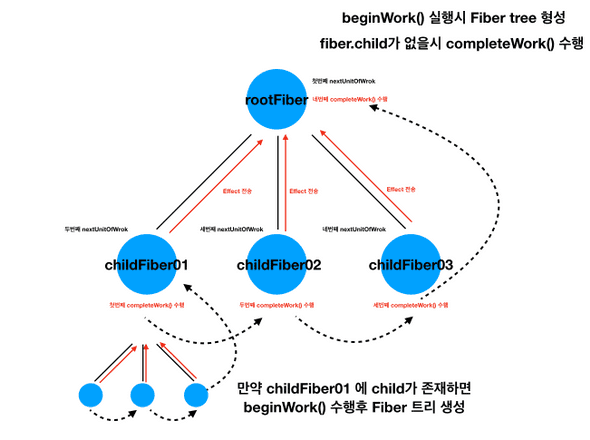 beginWork() 실행시 Fiber tree 형성
fiber.child가 없을시 completeWork() 수행
첫번째 nextUnitOfWrok
rootFiber
네번째 completeWork() 수행
Effect 전송
Effect 전송
Effect 전송
두번째 nextUnitOfWrok
세번째 nextUnitOfWrok
네번째 nextUnitOfWrok
childFiber01
childFiber02
childFiber03
첫번째 completeWork() 수행
두번째 completeWork() 수행
세번째 completeWork() 수행
만약 childFiber01 에 child가 존재하면
beginWork() 수행후 Fiber 트리 생성